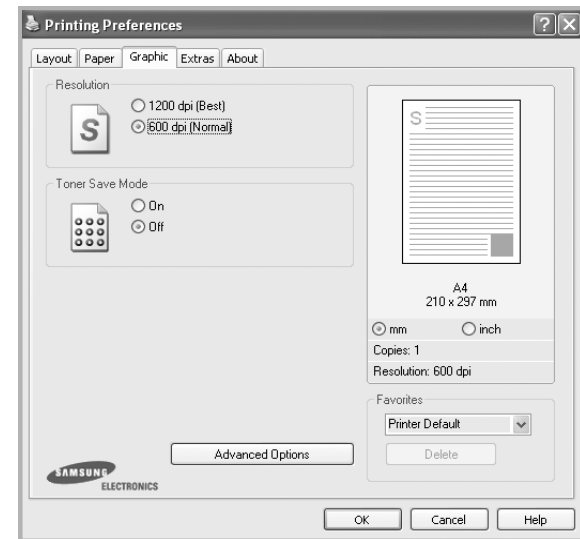 Printing Preferences
Layout Paper Graphic Extras About
Resolution
1200 dpi (Best)
600 dpi (Normal)
S
Toner Save Mode
On
Off
S
A4
210 x 297 mm
mm inch
Copies: 1
Resolution: 600 dpi
Favorites
Printer Default
Delete
Advanced Options
SAMSUNG
ELECTRONICS
OK Cancel Help